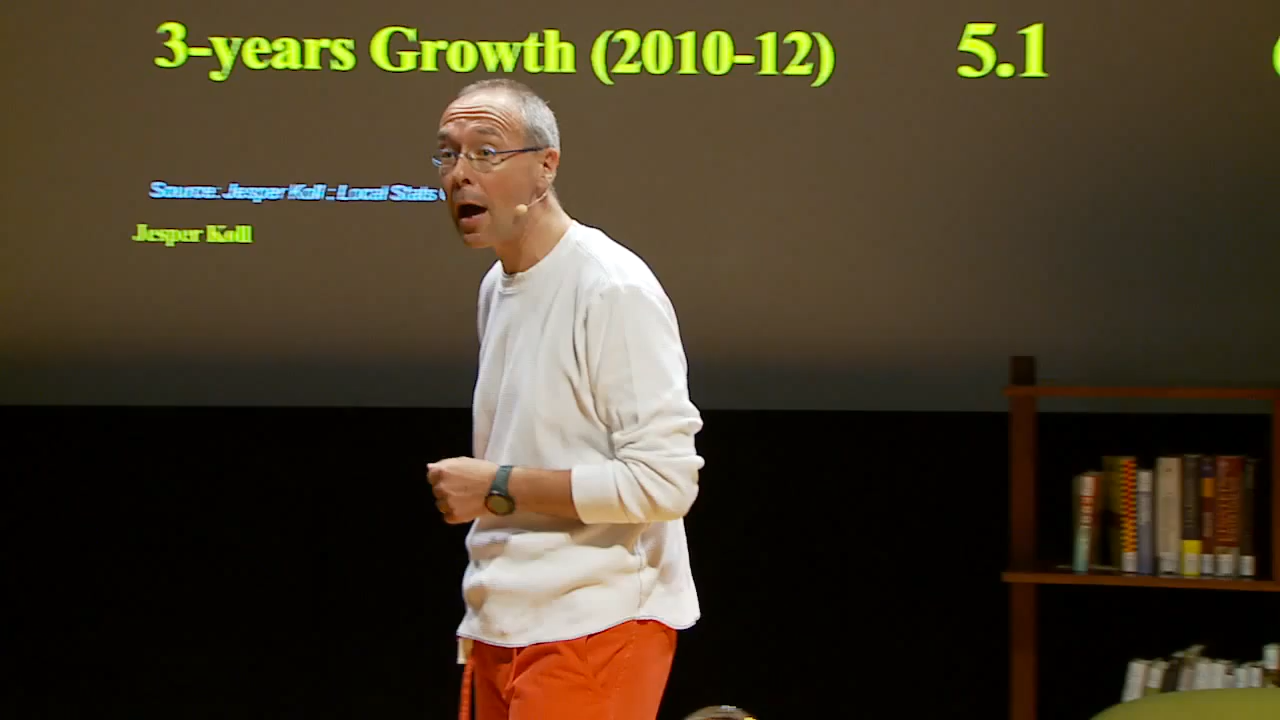 3-years Growth (2010-12) 5.1
Source: Jesper Koll : Local Stats
Jesper Koll